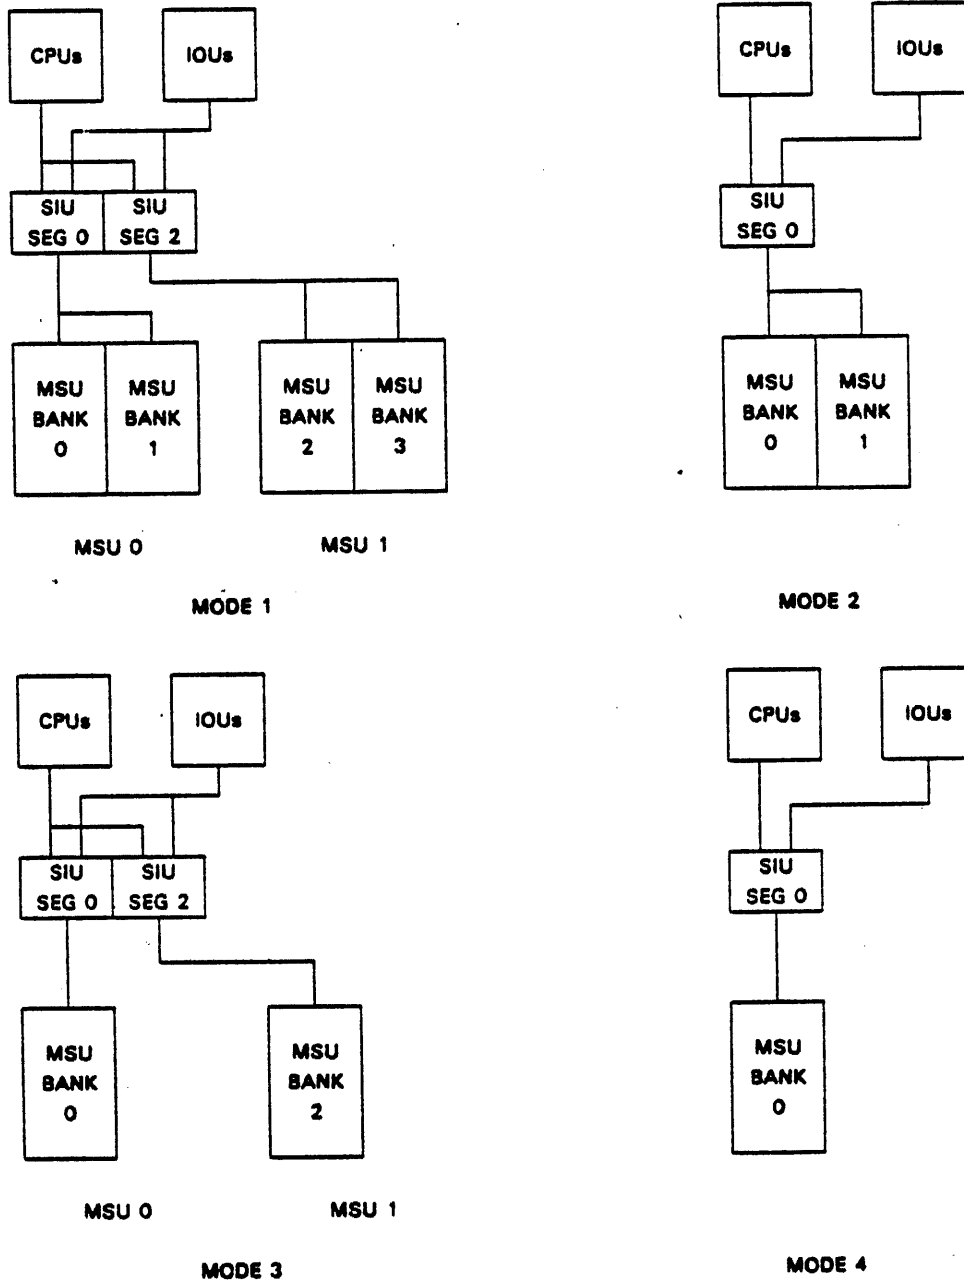 CPUs
IOUs
SIU
SEG 0
SIU
SEG 2
MSU
BANK
0
MSU
BANK
1
MSU
BANK
2
MSU
BANK
3
MSU 0
MSU 1
MODE 1
CPUs
IOUs
SIU
SEG 0
MSU
BANK
0
MSU
BANK
1
MODE 2
CPUs
IOUs
SIU
SEG 0
SIU
SEG 2
MSU
BANK
0
MSU
BANK
2
MSU 0
MSU 1
MODE 3
CPUs
IOUs
SIU
SEG 0
MSU
BANK
0
MODE 4